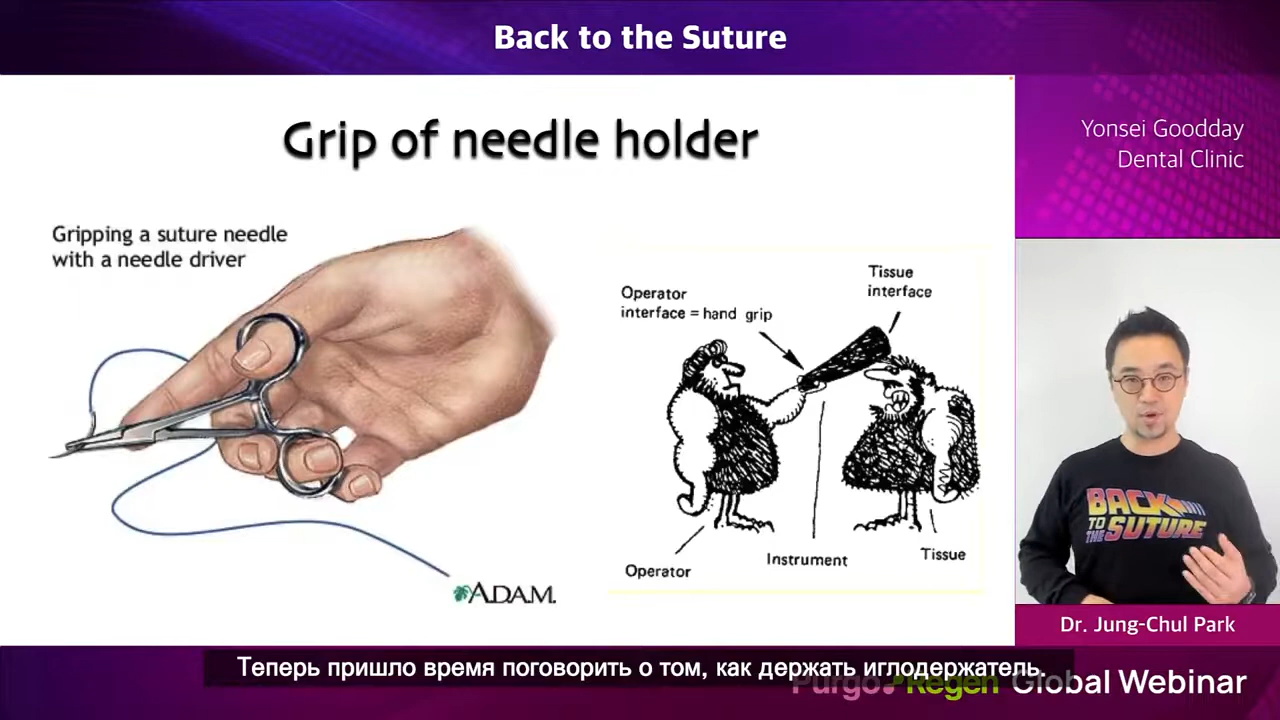 Back to the Suture
Yonsei Goodday
Dental Clinic
Grip of needle holder
Gripping a suture needle
with a needle driver
Tissue
interface
Operator
interface = hand grip
Instrument
Tissue
Operator
A.D.A.M.
BACK
TO THE
SUTURE
Dr. Jung-Chul Park
Теперь пришло время поговорить о том, как держать иглодержатель.
Purgo Regen Global Webinar